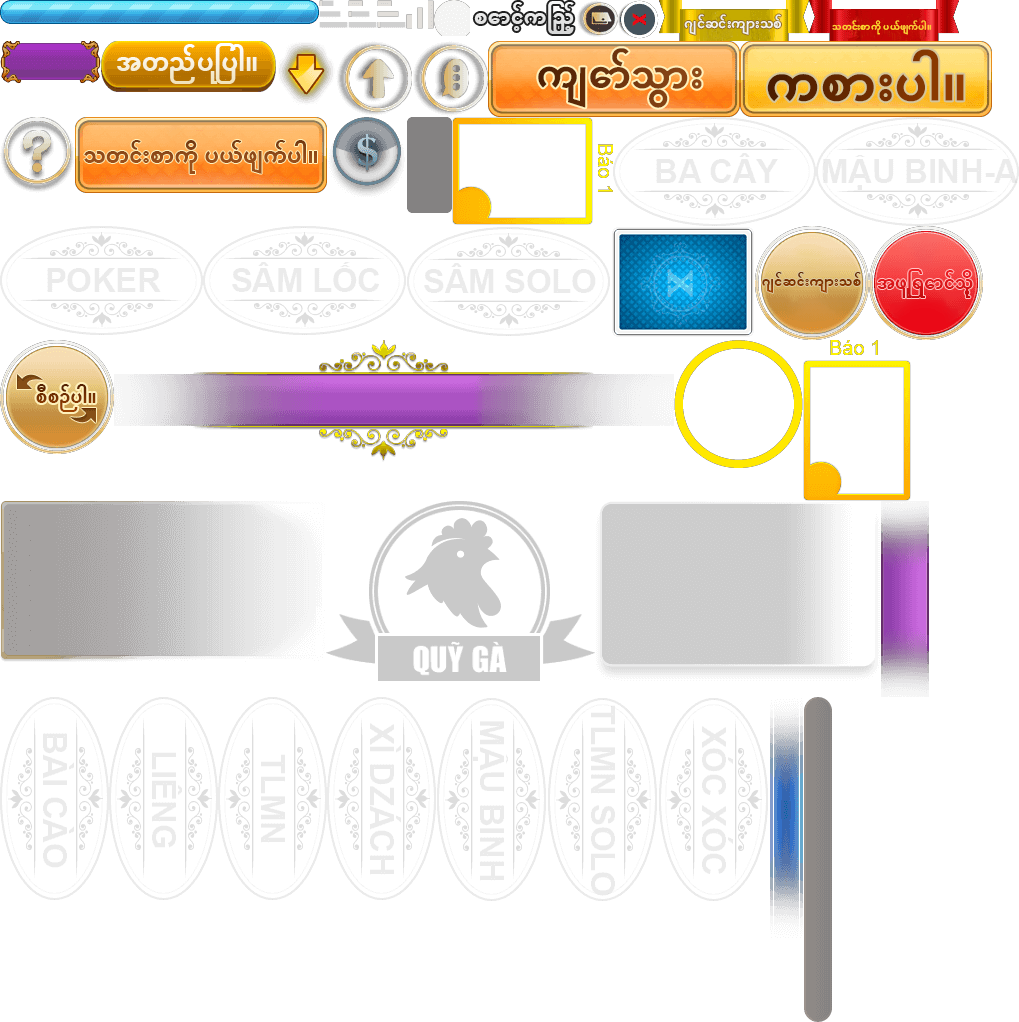 စောင့်ကြည့်
ဂျင်ဆင်းကျားသစ်
သတင်းစာကို ပယ်ဖျက်ပါ။
အတည်ပြုပါ။
ကျော်သွား
ကစားပါ။
?
သတင်းစာကို ပယ်ဖျက်ပါ။
$
Báo 1
BA CÂY
MẬU BINH-A
POKER
SÂM LỐC
SÂM SOLO
ဂျင်ဆင်းကျားသစ်
စီစဉ်ပါ။
Báo 1
QUỸ GÀ
BÀI CÀO
LIÊNG
TLMN
XÌ DZÁCH
MẬU BINH
TLMN SOLO
XÓC XÓC